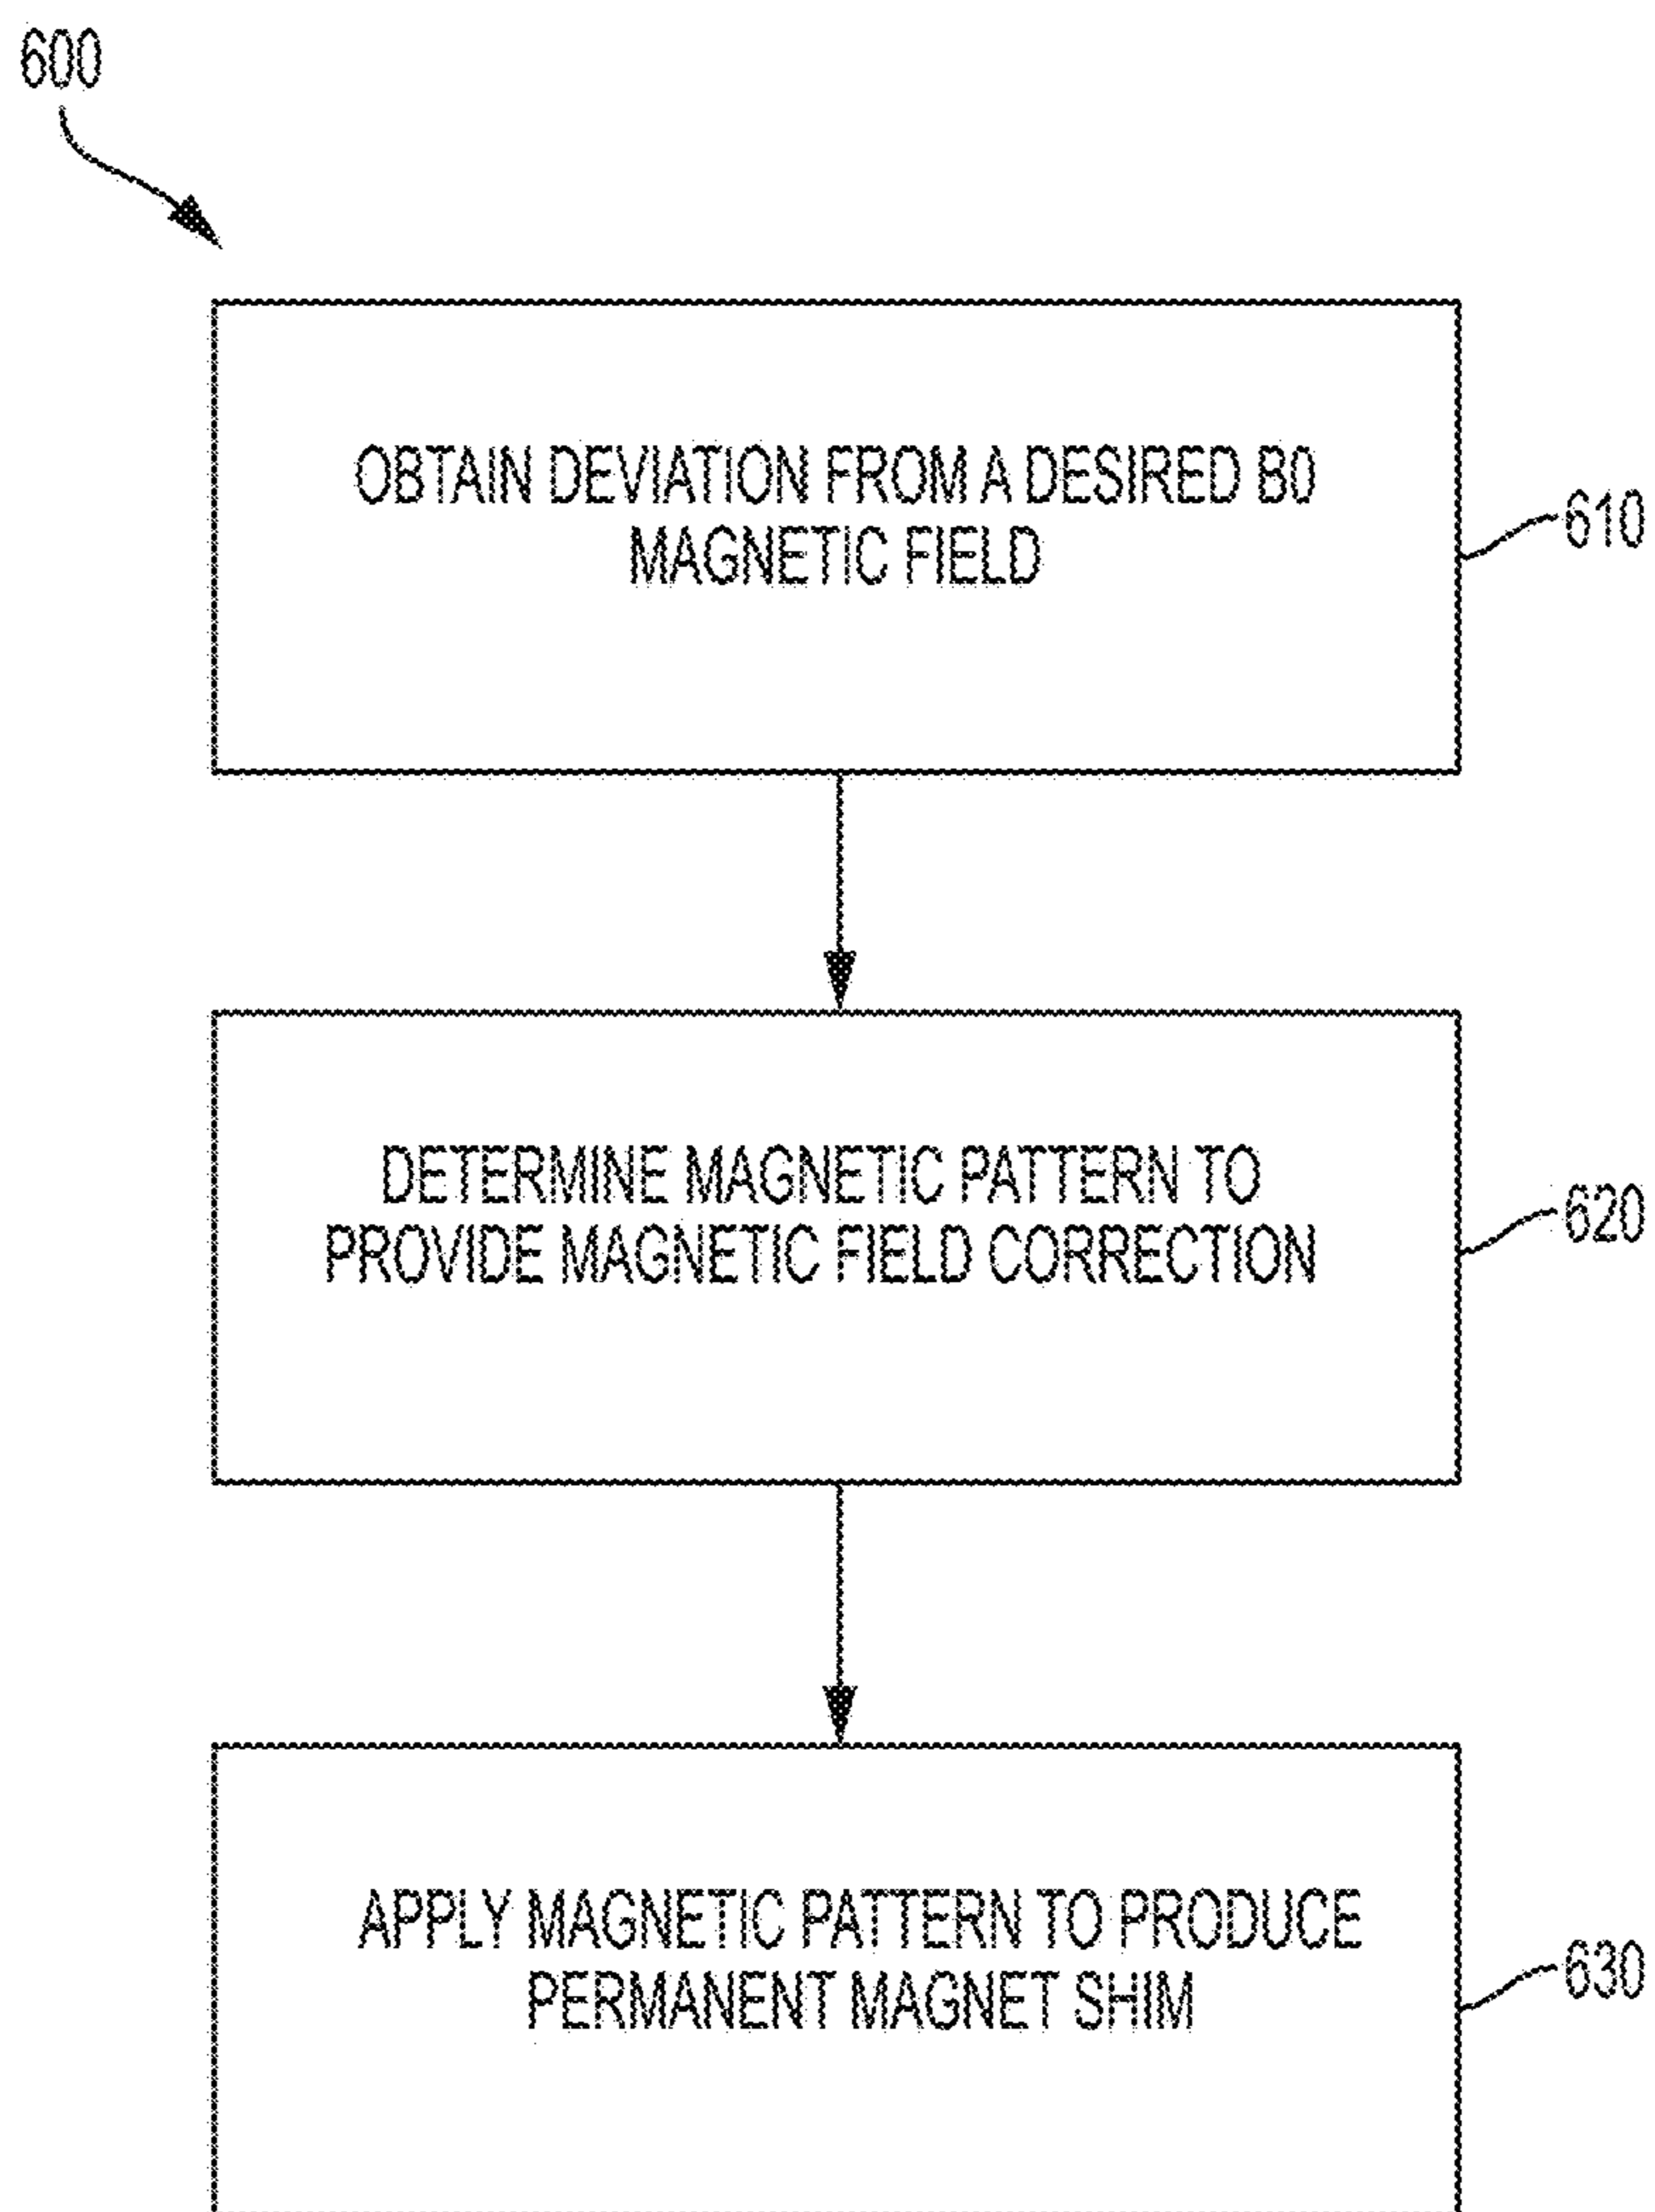 600
OBTAIN DEVIATION FROM A DESIRED B0
MAGNETIC FIELD
610
DETERMINE MAGNETIC PATTERN TO
PROVIDE MAGNETIC FIELD CORRECTION
620
APPLY MAGNETIC PATTERN TO PRODUCE
PERMANENT MAGNET SHIM
630